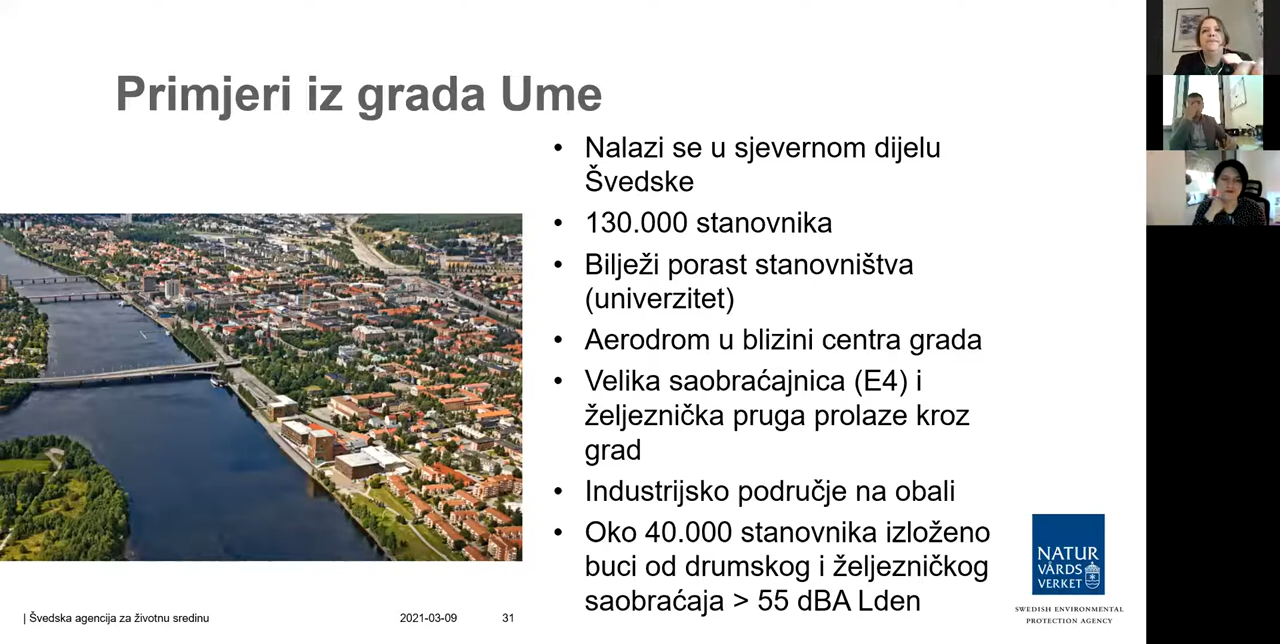 Primjeri iz grada Ume
• Nalazi se u sjevernom dijelu
Švedske
• 130.000 stanovnika
• Bilježi porast stanovništva
(univerzitet)
• Aerodrom u blizini centra grada
• Velika saobraćajnica (E4) i
željeznička pruga prolaze kroz
grad
• Industrijsko područje na obali
• Oko 40.000 stanovnika izloženo
buci od drumskog i željezničkog
saobraćaja > 55 dBA Lden
NATUR
VÅRDS
VERKET
SWEDISH ENVIRONMENTAL
PROTECTION AGENCY
| Švedska agencija za životnu sredinu
2021-03-09
31